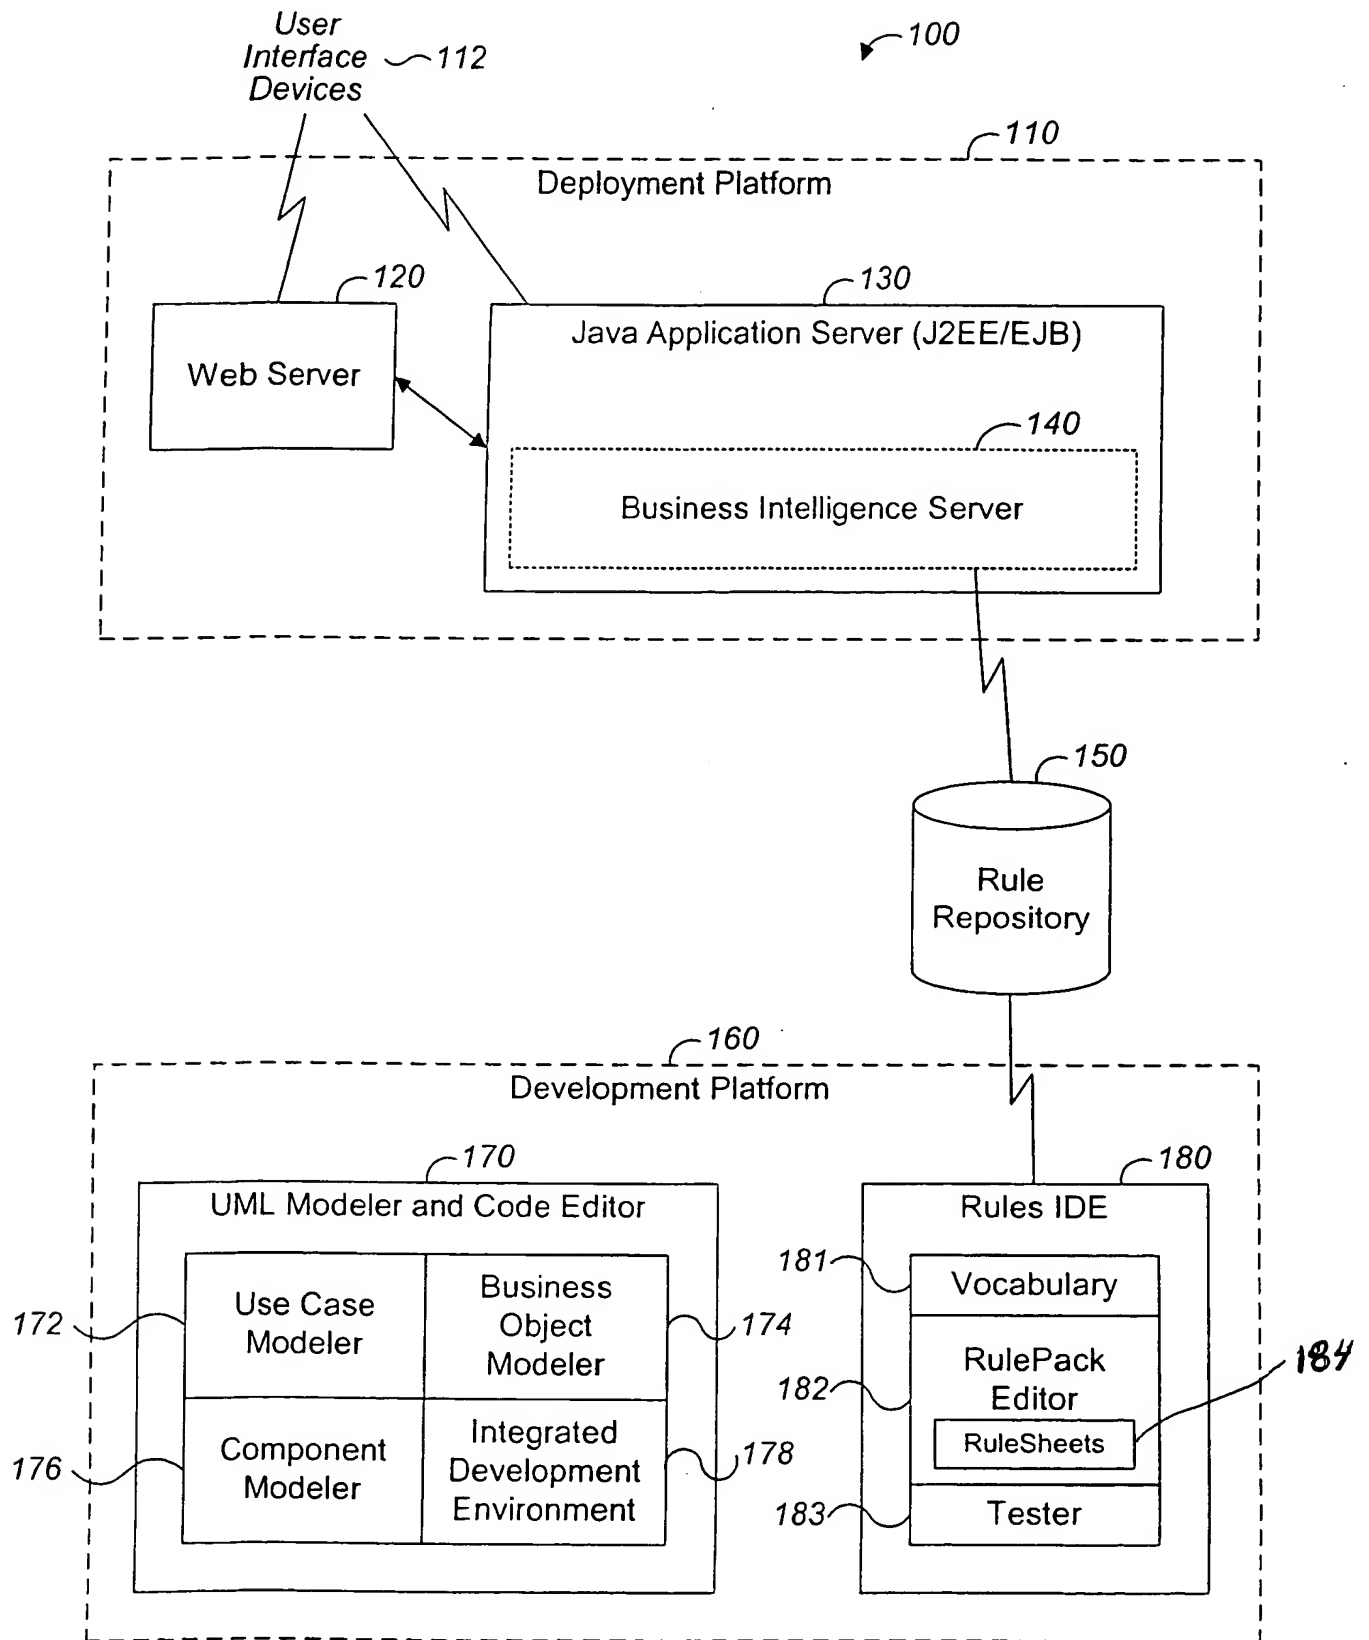 User
Interface
Devices
112
100
110
Deployment Platform
120
130
Web Server
Java Application Server (J2EE/EJB)
140
Business Intelligence Server
150
Rule
Repository
160
Development Platform
170
180
UML Modeler and Code Editor
Rules IDE
172
Use Case
Modeler
Business
Object
Modeler
174
176
Component
Modeler
Integrated
Development
Environment
178
181
Vocabulary
182
RulePack
Editor
RuleSheets
184
183
Tester